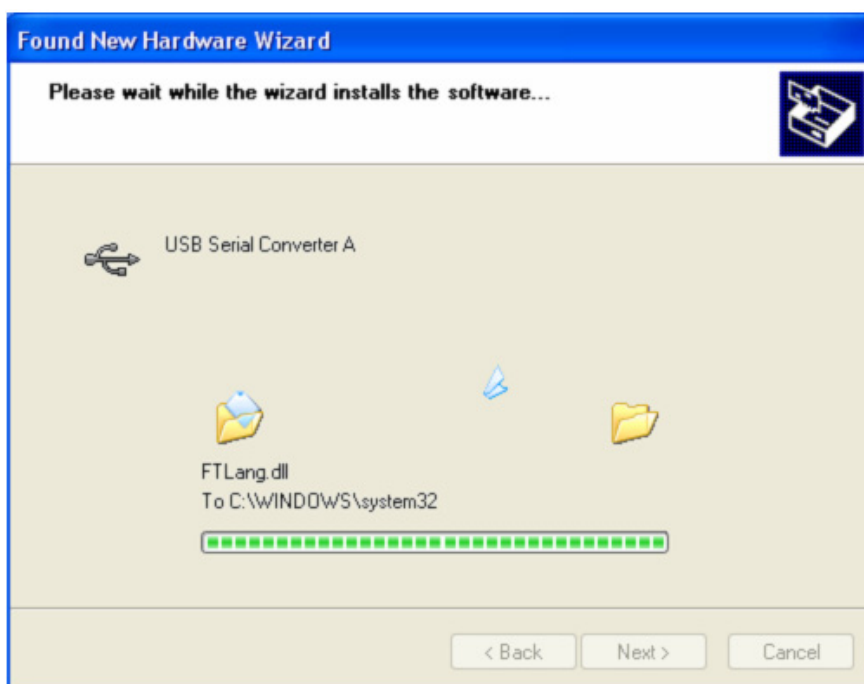 Found New Hardware Wizard
Please wait while the wizard installs the software...
USB Serial Converter A
FTLang.dll
To C:\WINDOWS\system32
< Back Next > Cancel